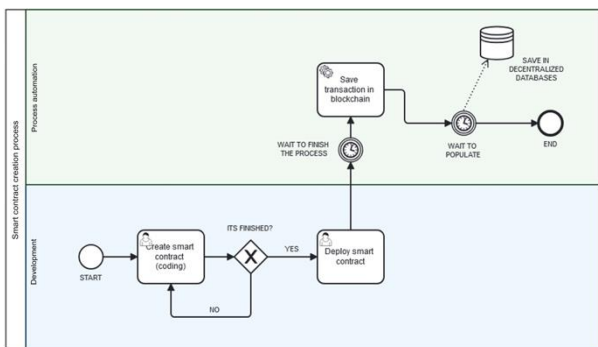 Smart contract creation process
Process automation
Save
transaction in
blockchain
SAVE IN
DECENTRALIZED
DATABASES
WAIT TO FINISH
THE PROCESS
WAIT TO
POPULATE
END
Development
ITS FINISHED?
Create smart
contract
(coding)
YES
Deploy smart
contract
START
NO